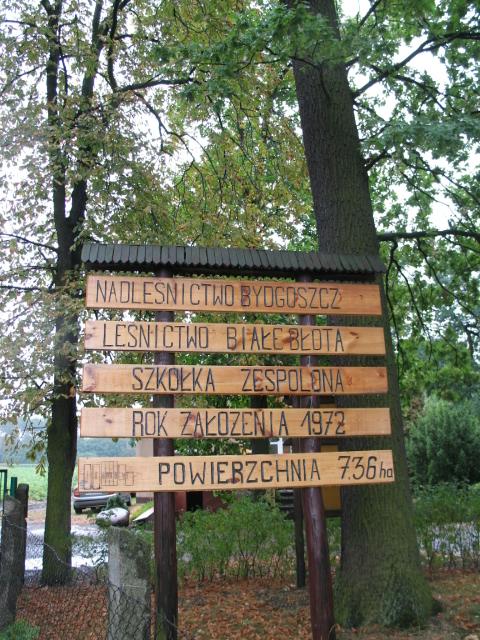 NADLEŚNICTWO BYDGOSZCZ
LEŚNICTWO BIAŁE BŁOTA
SZKÓŁKA ZESPOLONA
ROK ZAŁOŻENIA 1972
POWIERZCHNIA 7.36 ha